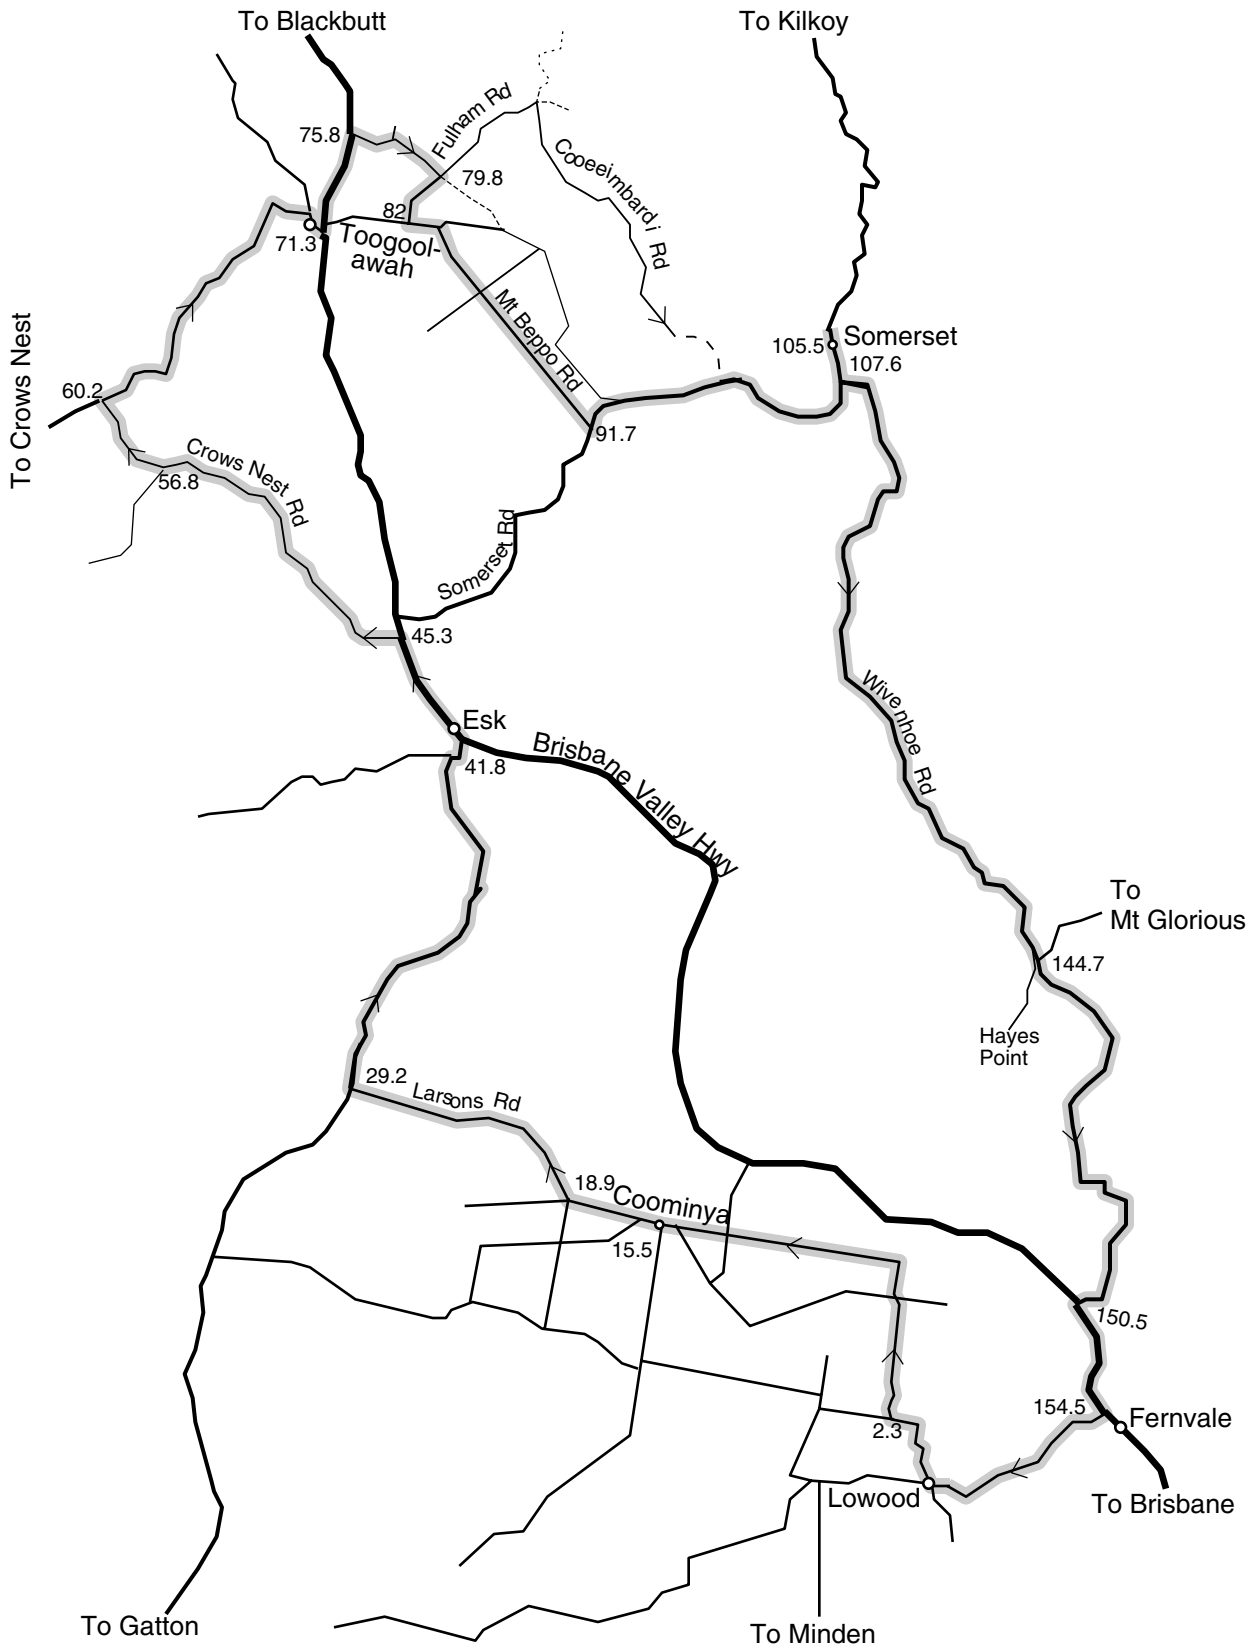 To Blackbutt
To Kilkoy
Fulham Rd
75.8
Cooeeimbardi Rd
79.8
82
71.3
Toogool-
awah
Mt Beppo Rd
To Crows Nest
105.5
Somerset
107.6
60.2
91.7
Crows Nest Rd
56.8
Somerset Rd
45.3
Wivenhoe Rd
Esk
Brisbane Valley Hwy
41.8
To
Mt Glorious
144.7
Hayes
Point
29.2
Larsons Rd
18.9
Coominya
15.5
150.5
154.5
Fernvale
2.3
Lowood
To Brisbane
To Gatton
To Minden